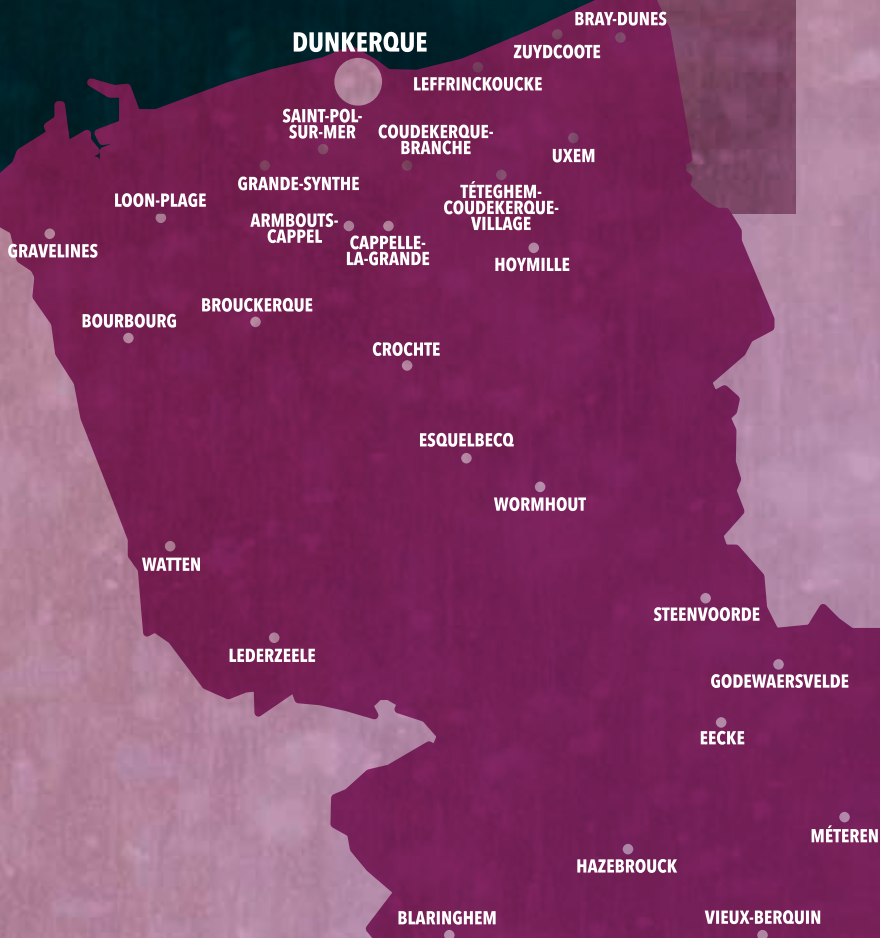 BRAY-DUNES
DUNKERQUE
ZUYDCOOTE
LEFFRINCKOUCKE
SAINT-POL-
SUR-MER
COUDEKERQUE-
BRANCHE
UXEM
GRANDE-SYNTHE
TÉTEGHEM-
COUDEKERQUE-
VILLAGE
LOON-PLAGE
ARMBOUTS-
CAPPEL
CAPPELLE-
LA-GRANDE
GRAVELINES
HOYMILLE
BROUCKERQUE
BOURBOURG
CROCHTE
ESQUELBECQ
WORMHOUT
WATTEN
STEENVOORDE
LEDERZEELE
GODEWAERSVELDE
EECKE
MÉTEREN
HAZEBROUCK
BLARINGHEM
VIEUX-BERQUIN